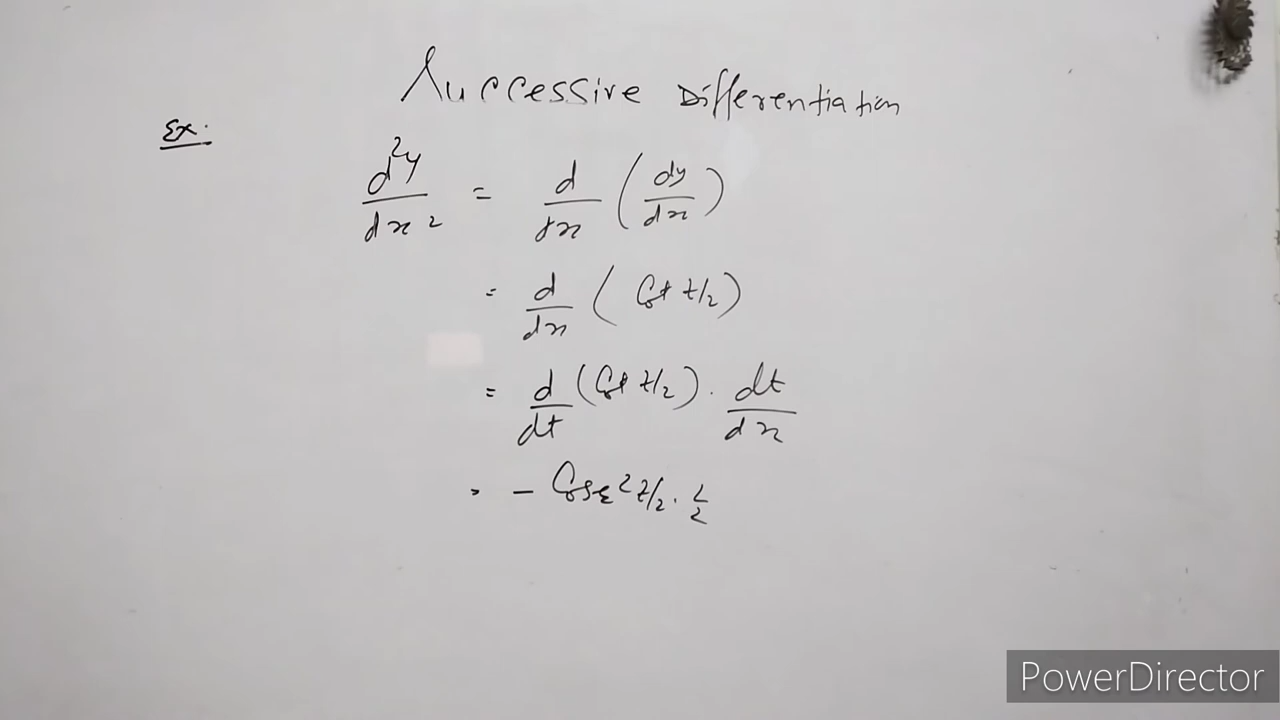 Successive Differentiation
Ex.
d²y/dx² = d/dx (dy/dx)
= d/dx (Cot t/2)
= d/dt (Cot t/2) · dt/dx
= - Cosec² t/2 · 1/2
PowerDirector